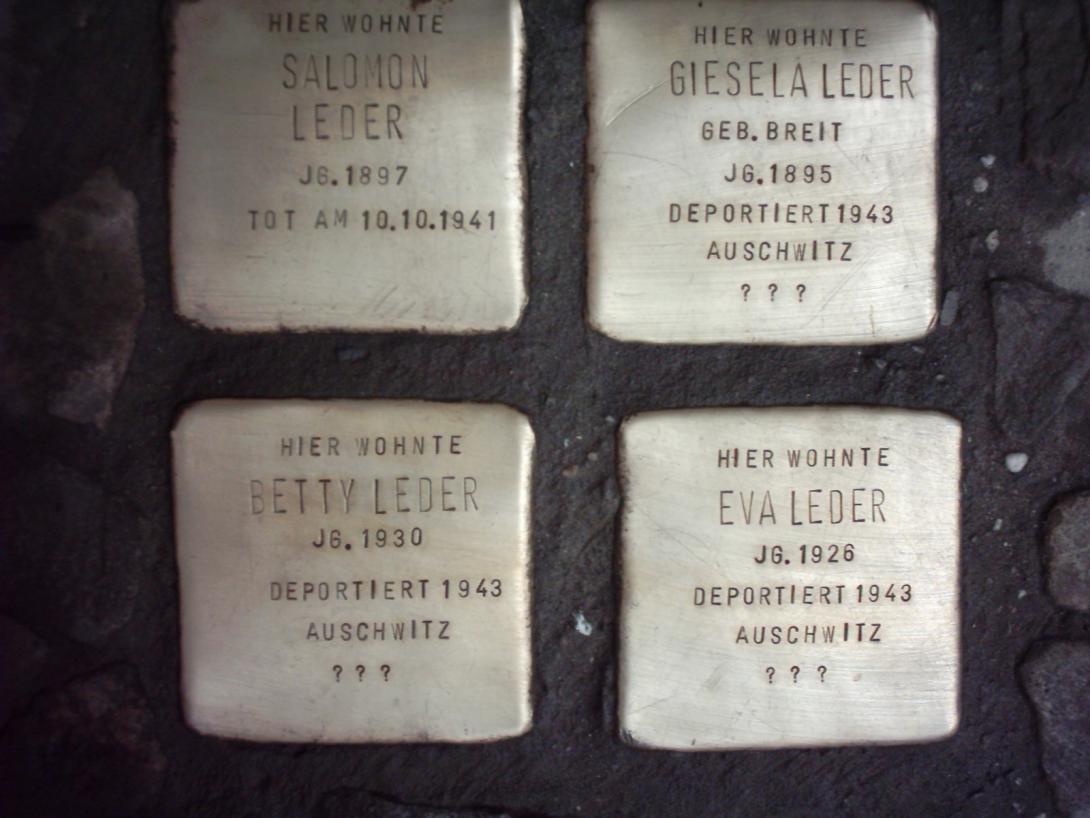 HIER WOHNTE
SALOMON
LEDER
JG.1897
TOT AM 10.10.1941
HIER WOHNTE
GIESELA LEDER
GEB.BREIT
JG.1895
DEPORTIERT 1943
AUSCHWITZ
? ? ?
HIER WOHNTE
BETTY LEDER
JG.1930
DEPORTIERT 1943
AUSCHWITZ
? ? ?
HIER WOHNTE
EVA LEDER
JG.1926
DEPORTIERT 1943
AUSCHWITZ
? ? ?